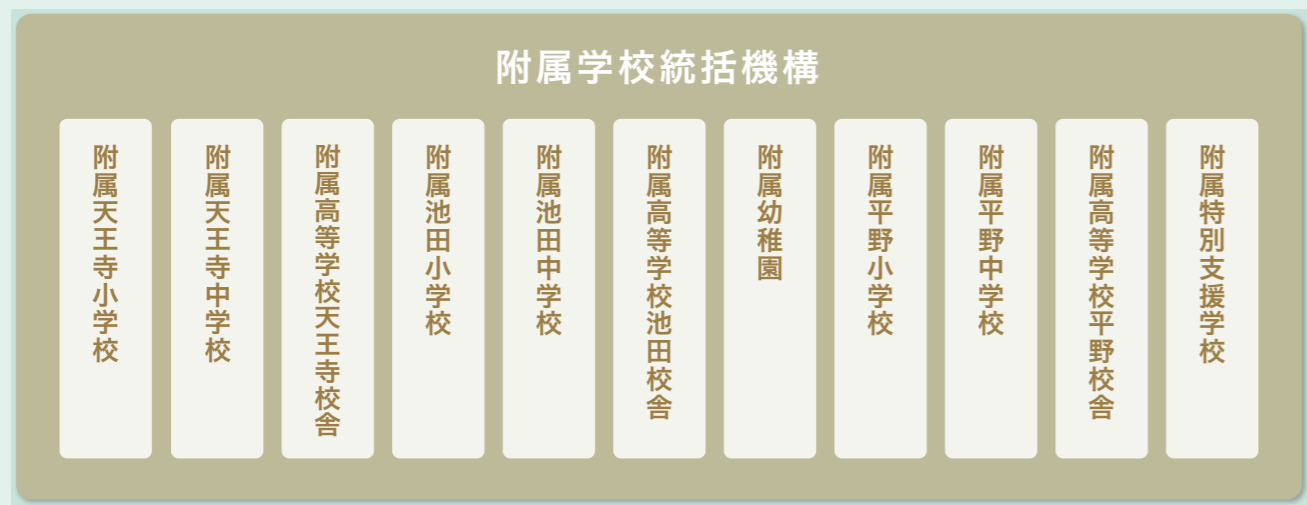 附属学校統括機構
附属天王寺小学校
附属天王寺中学校
附属高等学校天王寺校舎
附属池田小学校
附属池田中学校
附属高等学校池田校舎
附属幼稚園
附属平野小学校
附属平野中学校
附属高等学校平野校舎
附属特別支援学校